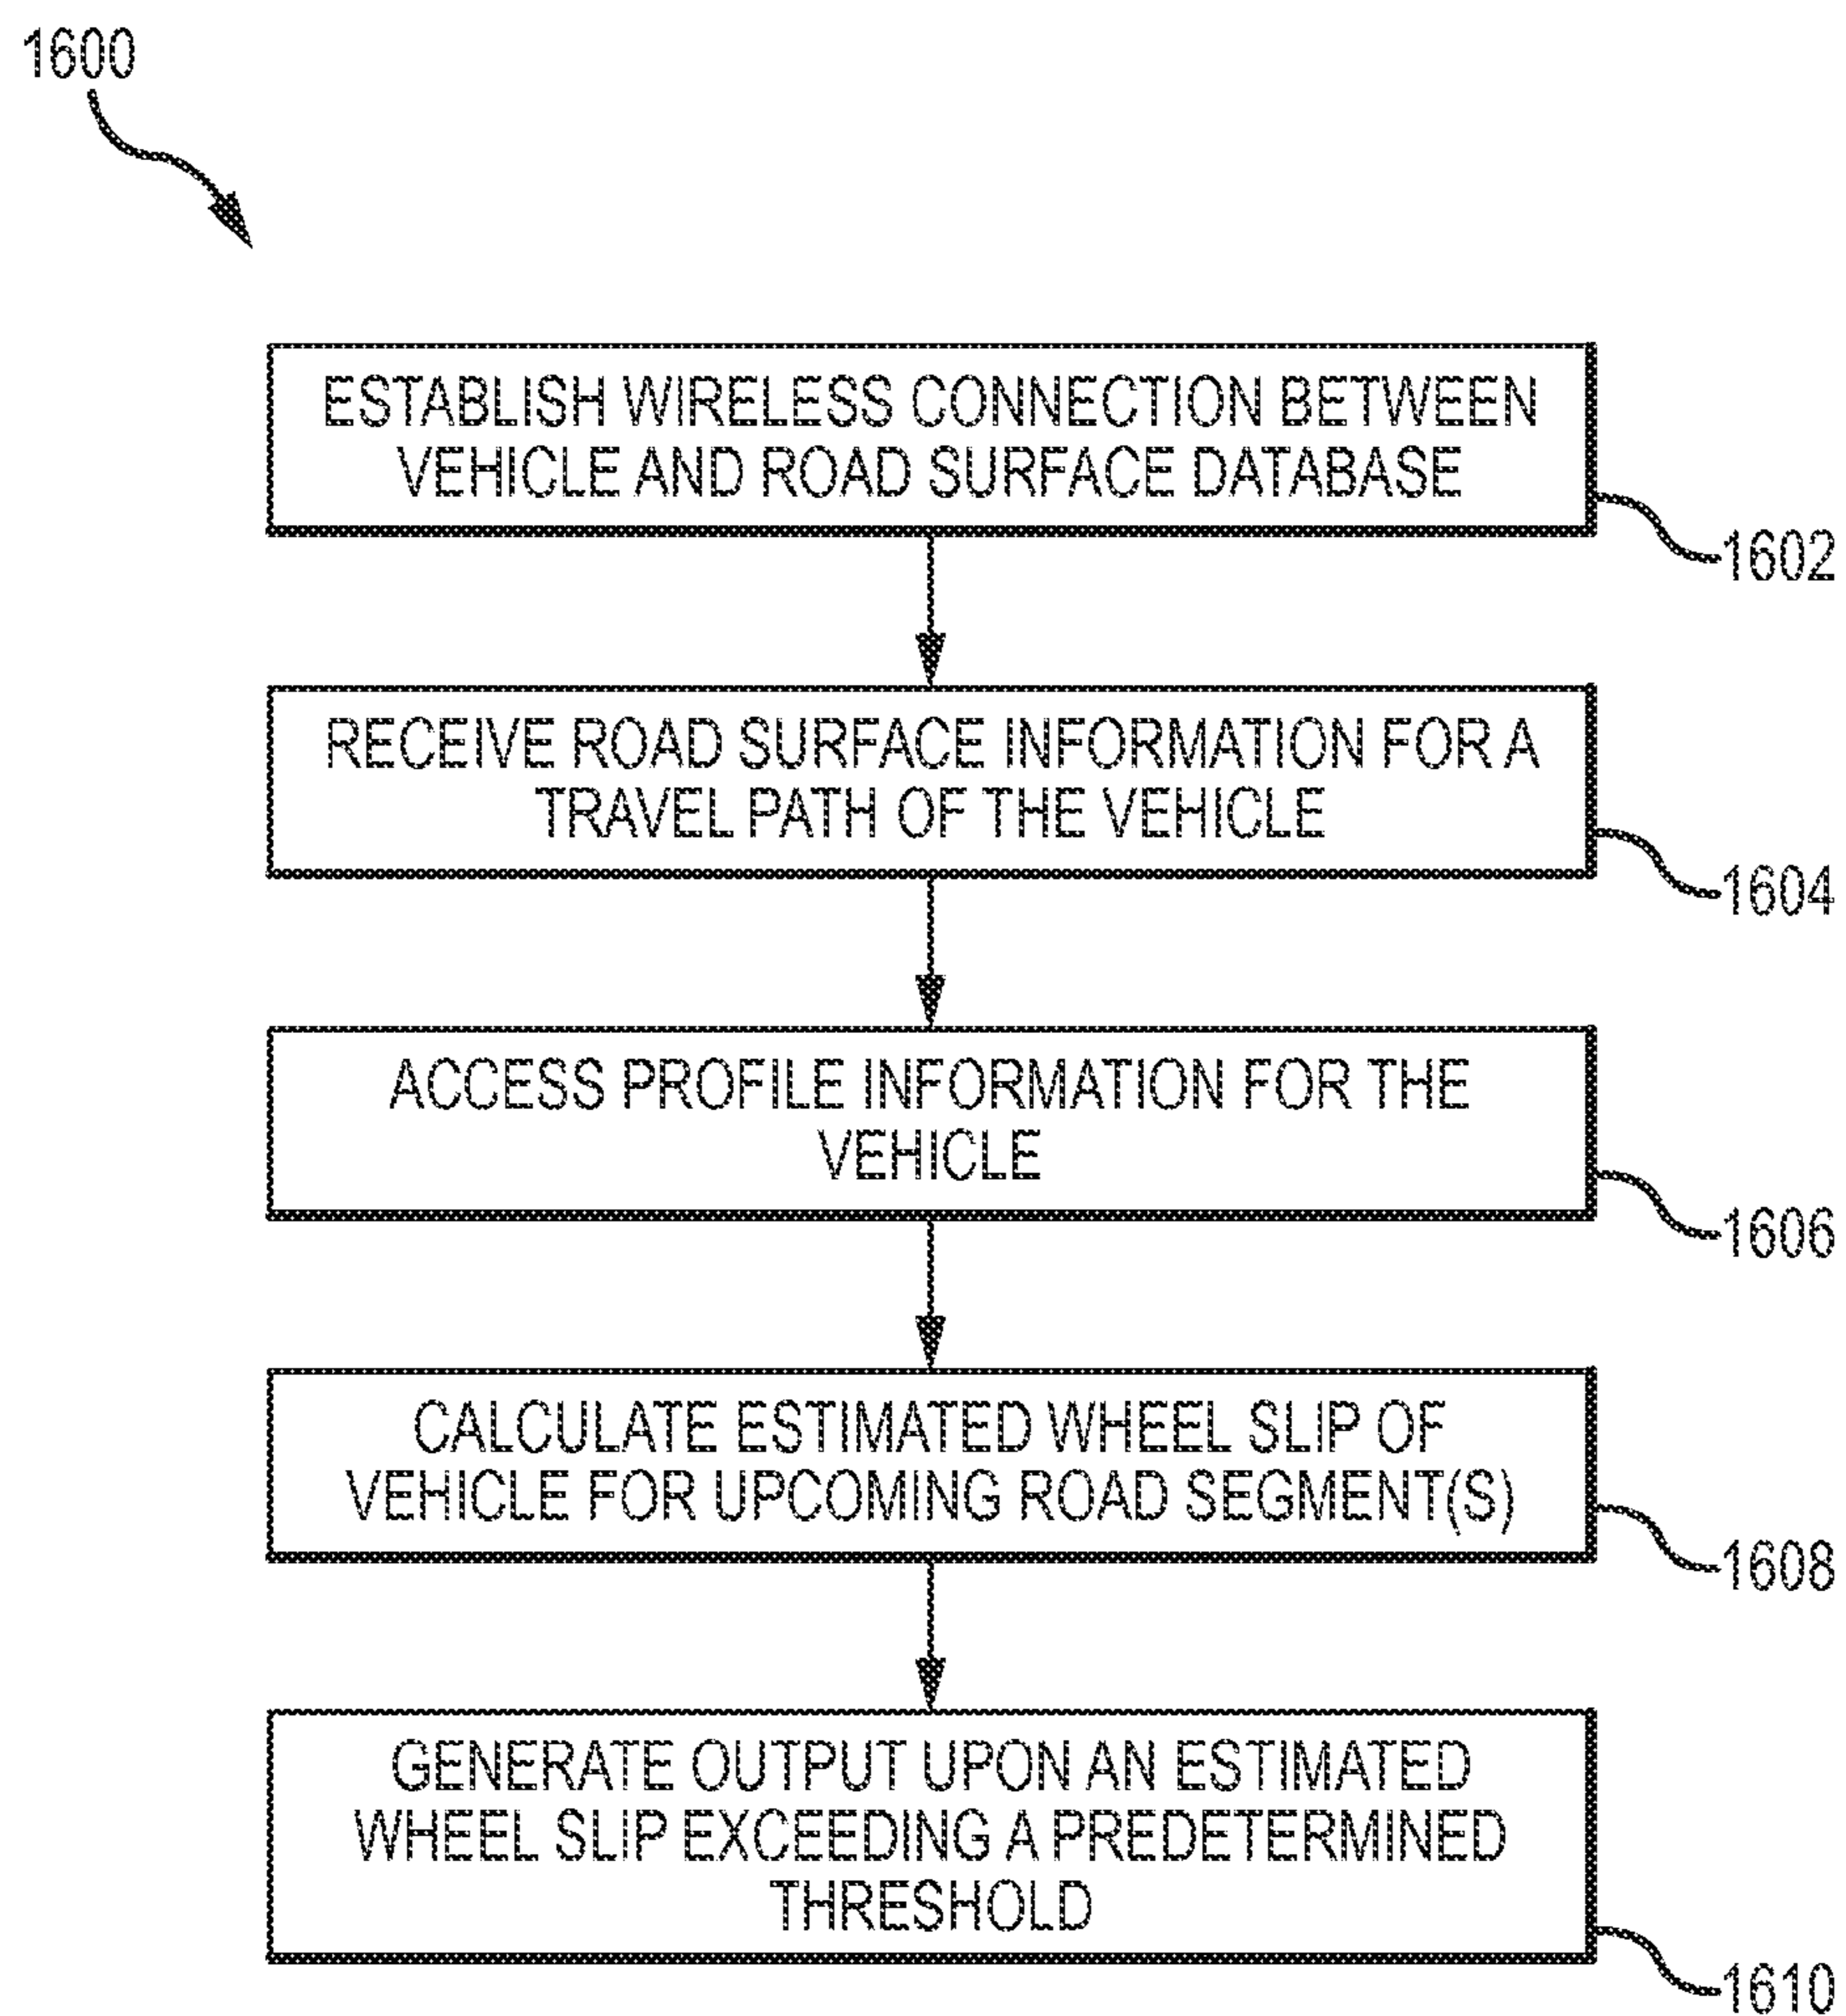 1600
ESTABLISH WIRELESS CONNECTION BETWEEN
VEHICLE AND ROAD SURFACE DATABASE
1602
RECEIVE ROAD SURFACE INFORMATION FOR A
TRAVEL PATH OF THE VEHICLE
1604
ACCESS PROFILE INFORMATION FOR THE
VEHICLE
1606
CALCULATE ESTIMATED WHEEL SLIP OF
VEHICLE FOR UPCOMING ROAD SEGMENT(S)
1608
GENERATE OUTPUT UPON AN ESTIMATED
WHEEL SLIP EXCEEDING A PREDETERMINED
THRESHOLD
1610